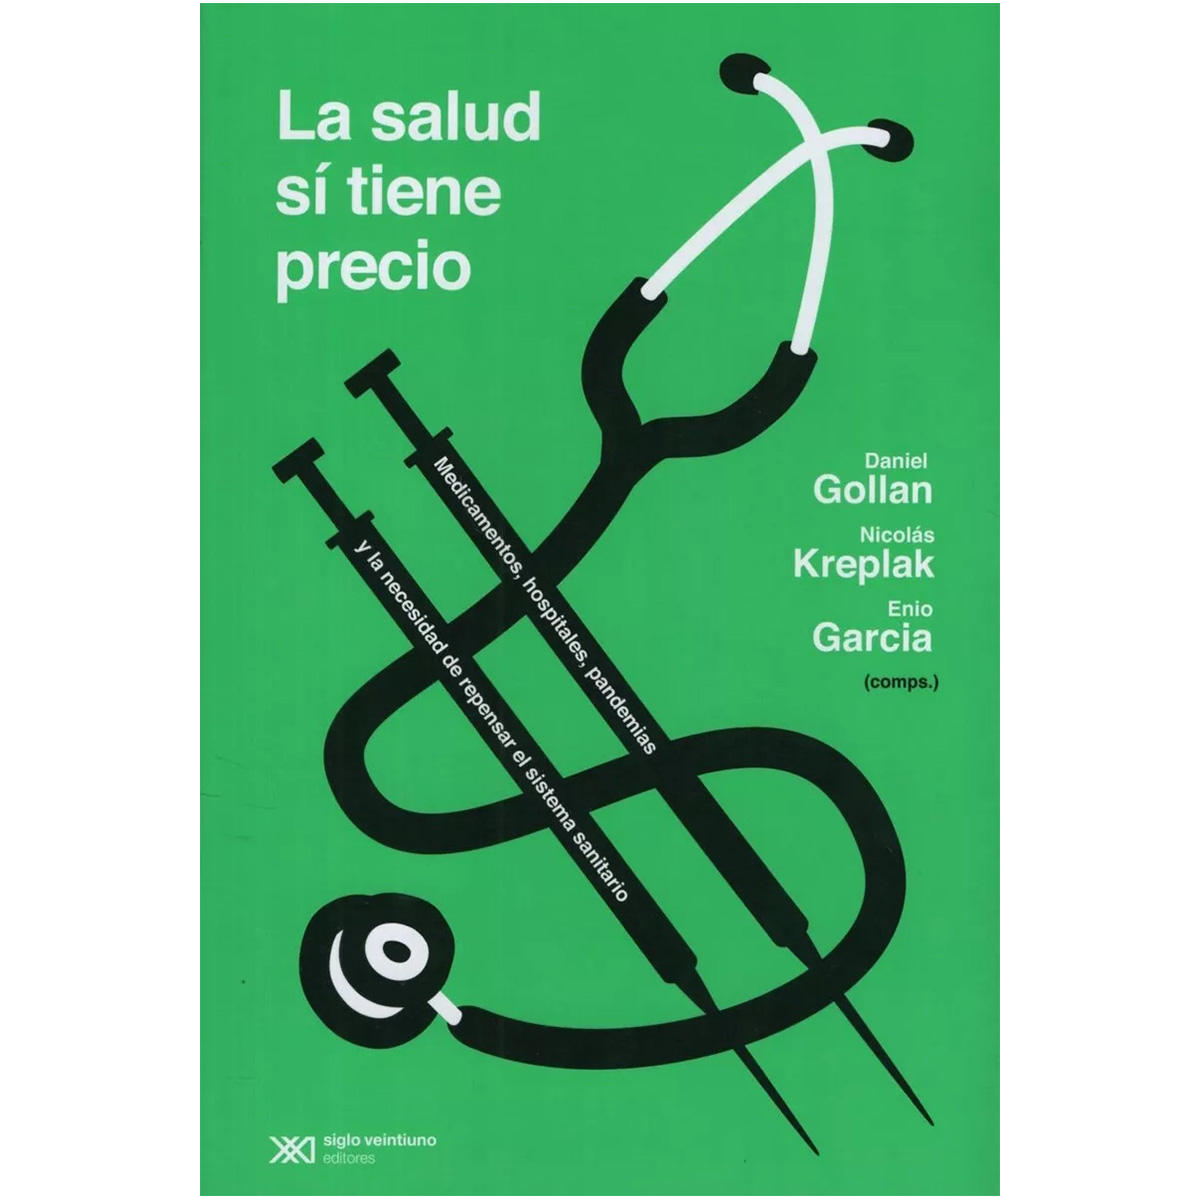 La salud
sí tiene
precio
Medicamentos, hospitales, pandemias
y la necesidad de repensar el sistema sanitario
Daniel
Gollan
Nicolás
Kreplak
Enio
Garcia
(comps.)
siglo veintiuno
editores